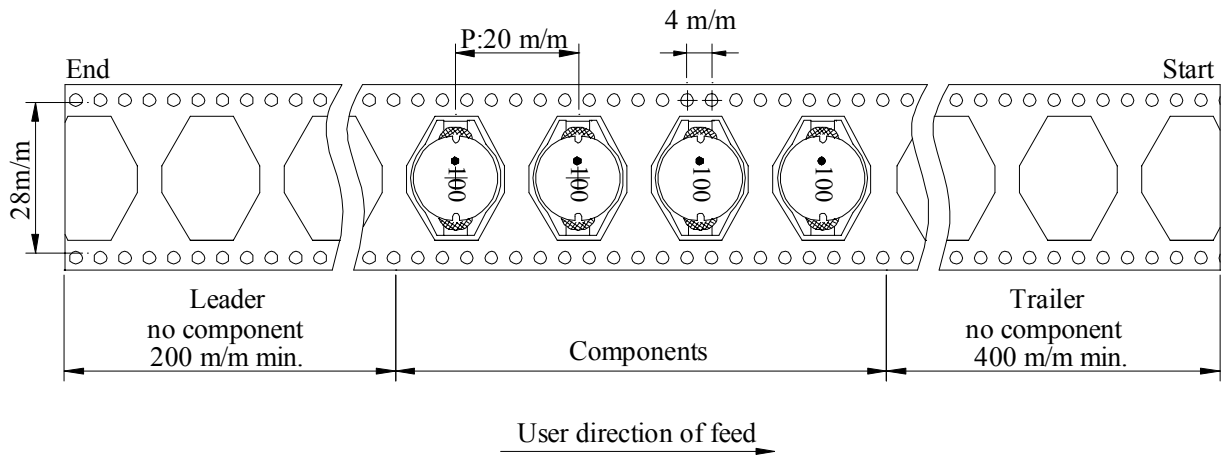 4 m/m
P:20 m/m
End
Start
28m/m
100
100
100
100
Leader
no component
200 m/m min.
Components
Trailer
no component
400 m/m min.
User direction of feed